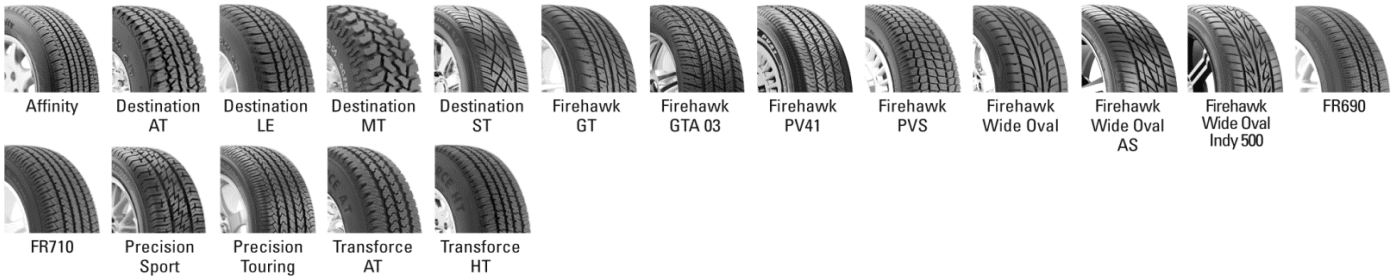 Affinity
Destination
AT
Destination
LE
Destination
MT
Destination
ST
Firehawk
GT
Firehawk
GTA 03
Firehawk
PV41
Firehawk
PVS
Firehawk
Wide Oval
Firehawk
Wide Oval
AS
Firehawk
Wide Oval
Indy 500
FR690
FR710
Precision
Sport
Precision
Touring
Transforce
AT
Transforce
HT